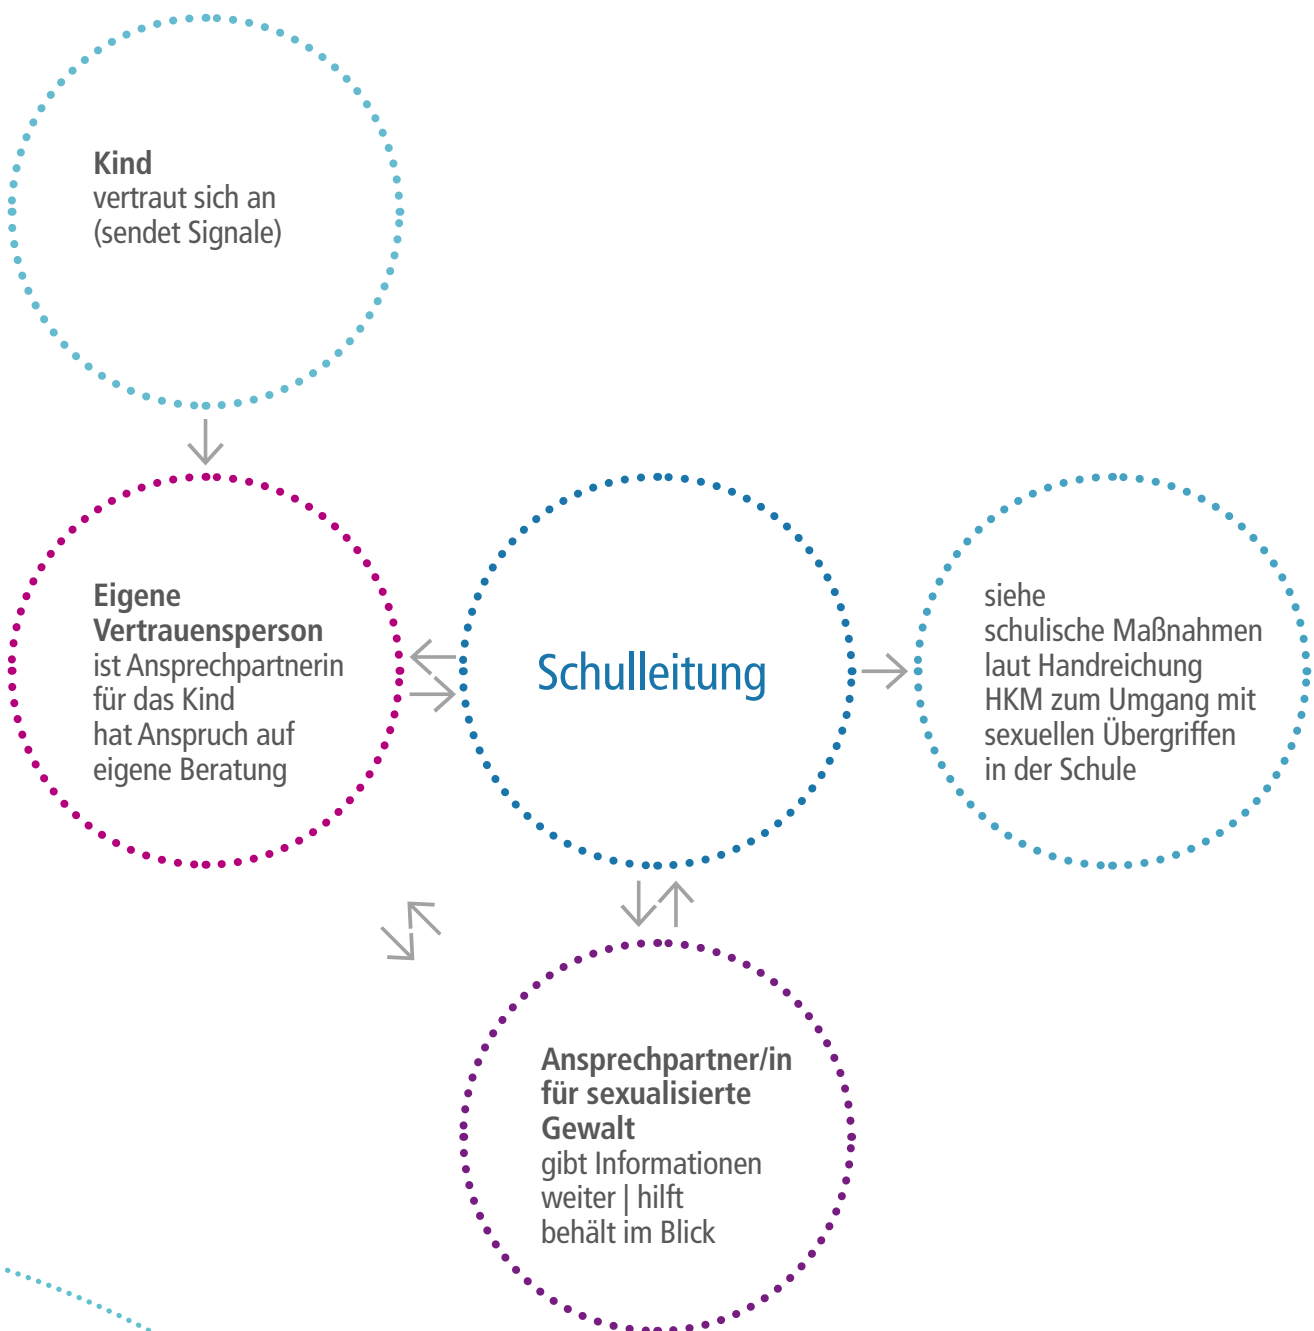 Kind
vertraut sich an
(sendet Signale)
Eigene
Vertrauensperson
ist Ansprechpartnerin
für das Kind
hat Anspruch auf
eigene Beratung
Schulleitung
siehe
schulische Maßnahmen
laut Handreichung
HKM zum Umgang mit
sexuellen Übergriffen
in der Schule
Ansprechpartner/in
für sexualisierte
Gewalt
gibt Informationen
weiter | hilft
behält im Blick